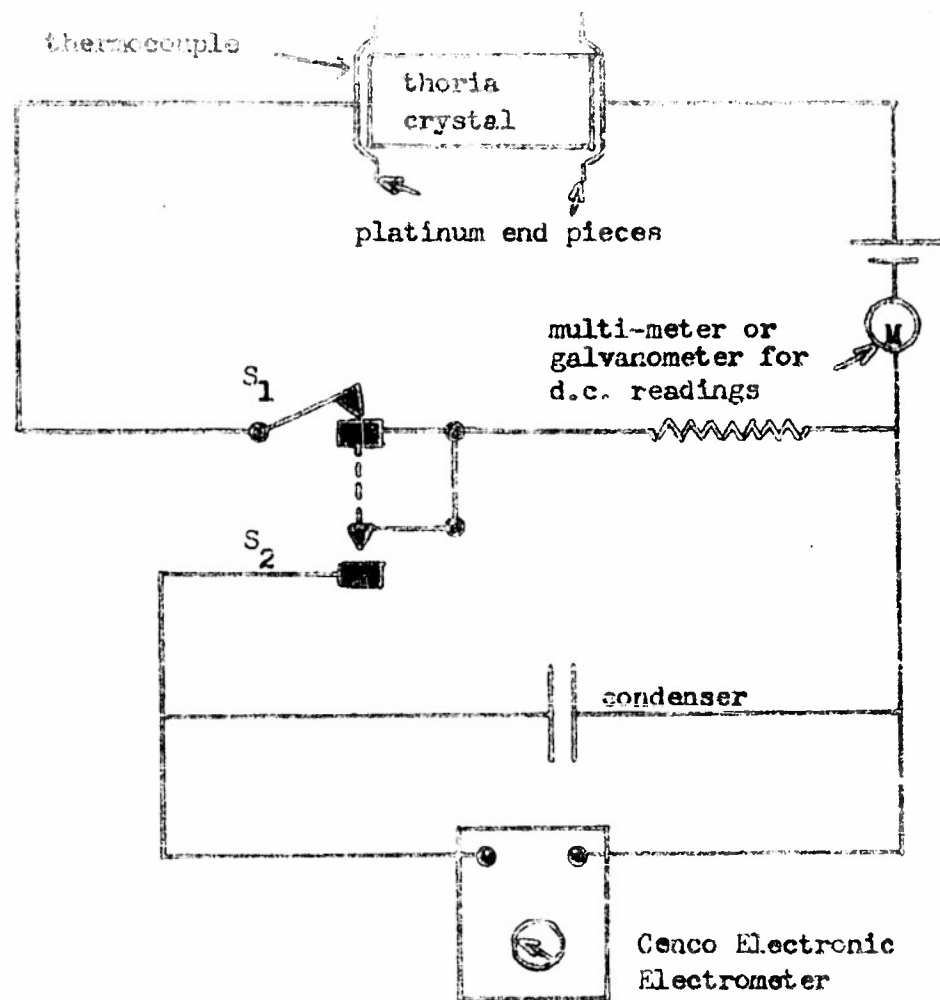 thermocouple
thoria
crystal
platinum end pieces
multi-meter or
galvanometer for
d.c. readings
M
S1
S2
condenser
Cenco Electronic
Electrometer